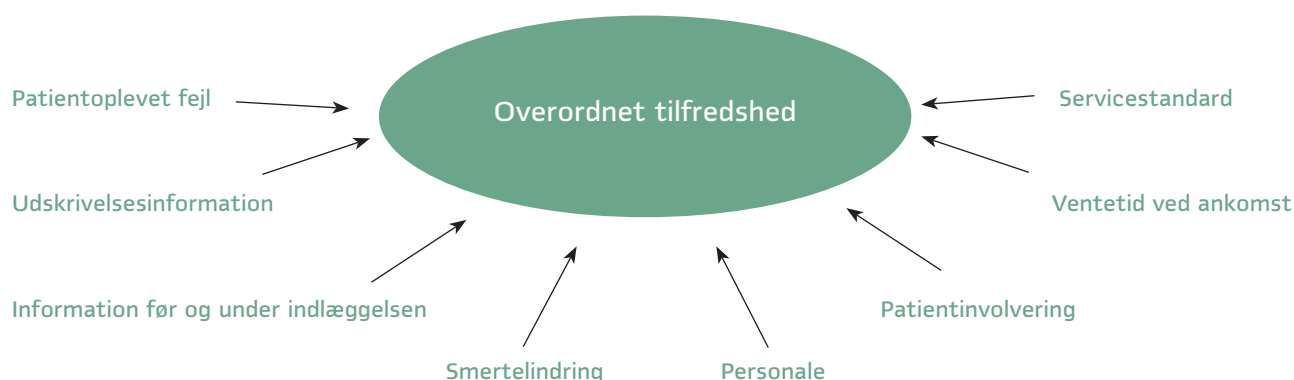 Overordnet tilfredshed
Patientoplevet fejl
Servicestandard
Udskrivelsesinformation
Ventetid ved ankomst
Information før og under indlæggelsen
Patientinvolvering
Smertelindring
Personale